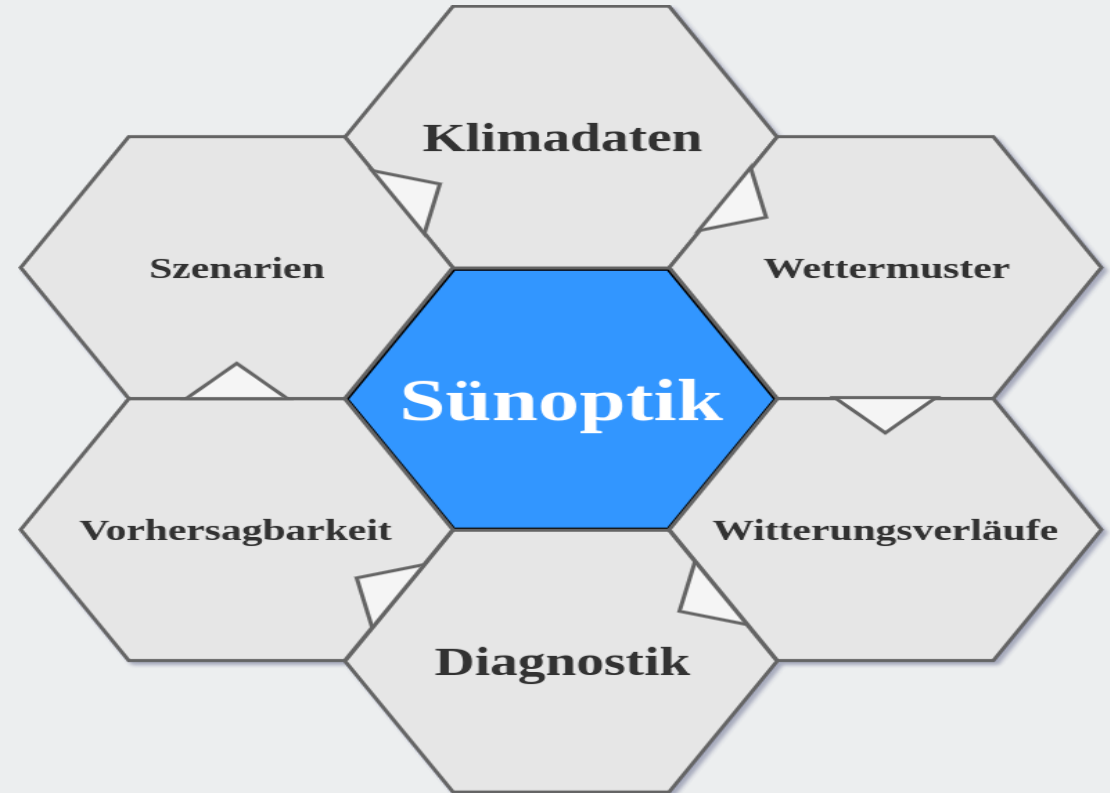 Klimadaten
Szenarien
Wettermuster
Sünoptik
Vorhersagbarkeit
Witterungsverläufe
Diagnostik